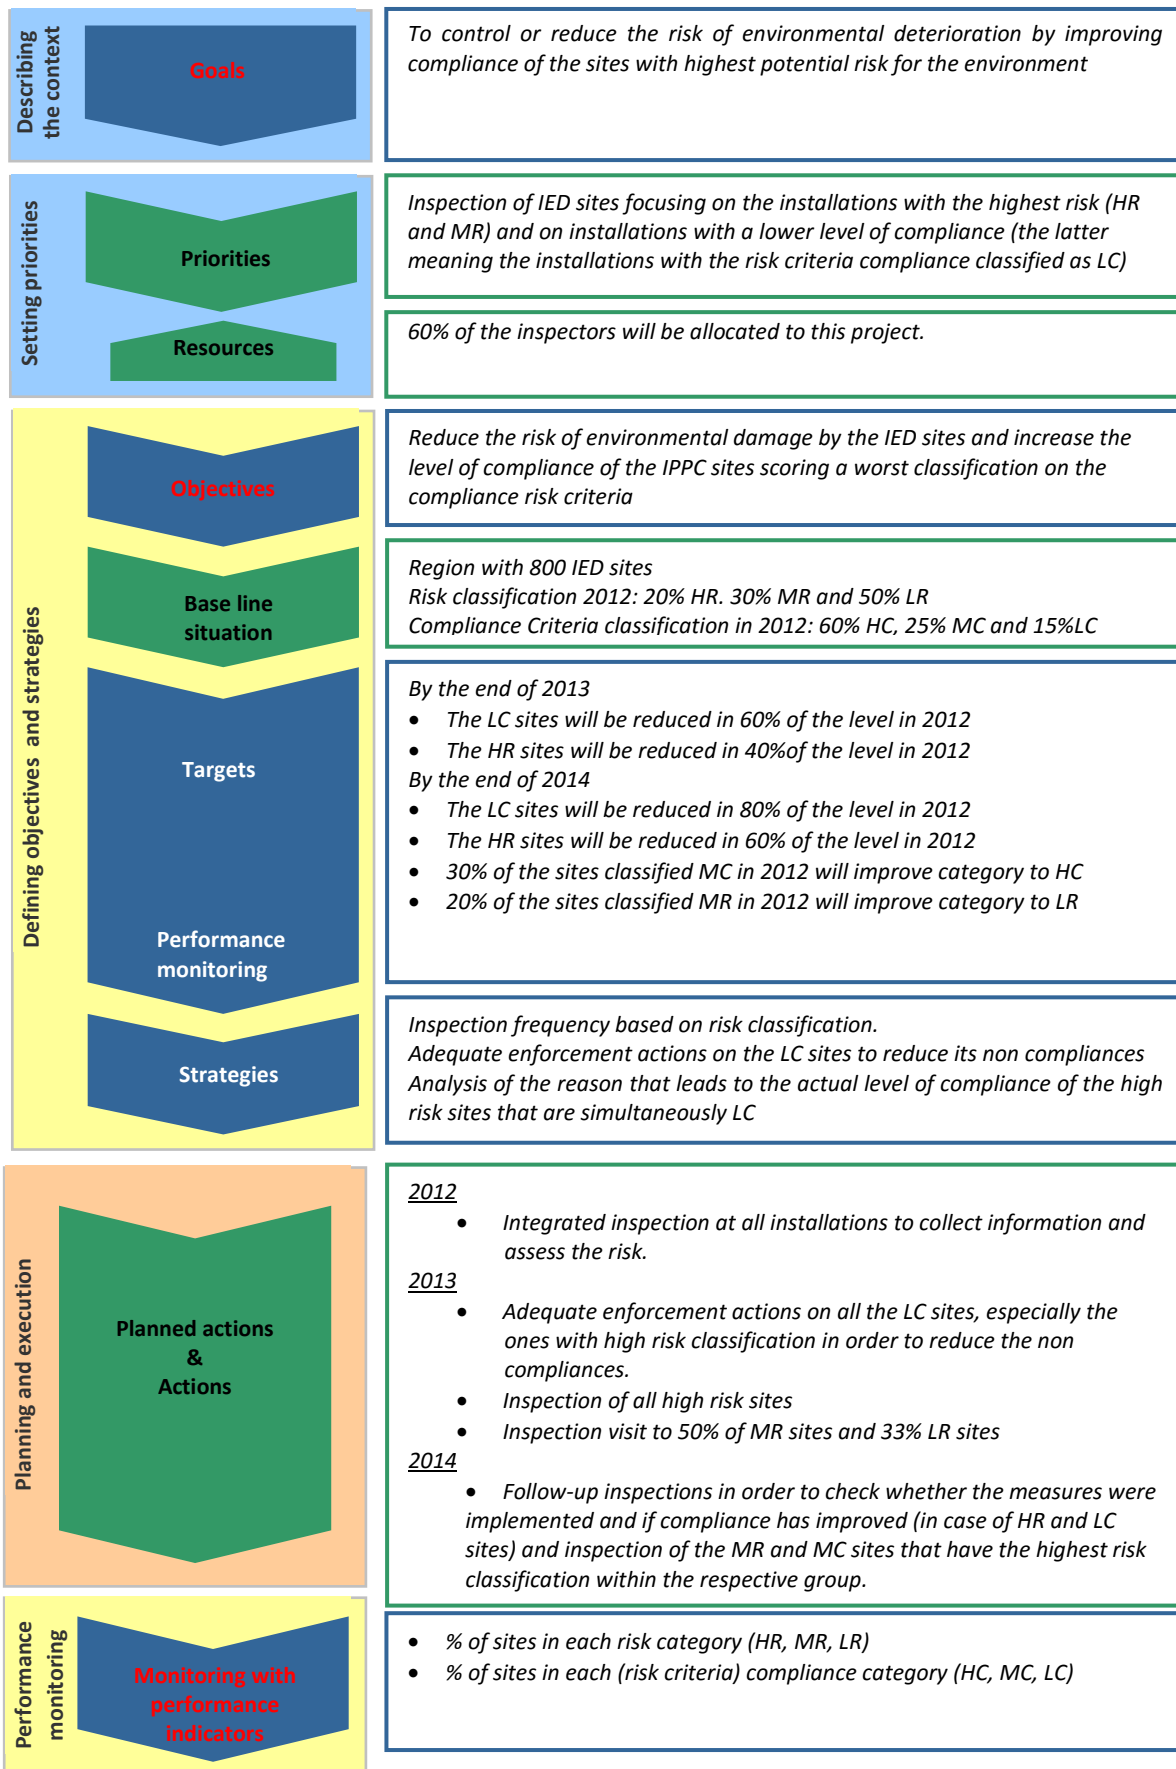 Describing
the context
Goals
To control or reduce the risk of environmental deterioration by improving
compliance of the sites with highest potential risk for the environment
Setting priorities
Priorities
Inspection of IED sites focusing on the installations with the highest risk (HR
and MR) and on installations with a lower level of compliance (the latter
meaning the installations with the risk criteria compliance classified as LC)
Resources
60% of the inspectors will be allocated to this project.
Defining objectives and strategies
Objectives
Reduce the risk of environmental damage by the IED sites and increase the
level of compliance of the IPPC sites scoring a worst classification on the
compliance risk criteria
Base line
situation
Region with 800 IED sites
Risk classification 2012: 20% HR. 30% MR and 50% LR
Compliance Criteria classification in 2012: 60% HC, 25% MC and 15%LC
Targets
By the end of 2013
• The LC sites will be reduced in 60% of the level in 2012
• The HR sites will be reduced in 40%of the level in 2012
By the end of 2014
• The LC sites will be reduced in 80% of the level in 2012
• The HR sites will be reduced in 60% of the level in 2012
• 30% of the sites classified MC in 2012 will improve category to HC
• 20% of the sites classified MR in 2012 will improve category to LR
Performance
monitoring
Strategies
Inspection frequency based on risk classification.
Adequate enforcement actions on the LC sites to reduce its non compliances
Analysis of the reason that leads to the actual level of compliance of the high
risk sites that are simultaneously LC
Planning and execution
Planned actions
&
Actions
2012
• Integrated inspection at all installations to collect information and
assess the risk.
2013
• Adequate enforcement actions on all the LC sites, especially the
ones with high risk classification in order to reduce the non
compliances.
• Inspection of all high risk sites
• Inspection visit to 50% of MR sites and 33% LR sites
2014
• Follow-up inspections in order to check whether the measures were
implemented and if compliance has improved (in case of HR and LC
sites) and inspection of the MR and MC sites that have the highest risk
classification within the respective group.
Performance
monitoring
Monitoring with
performance
indicators
• % of sites in each risk category (HR, MR, LR)
• % of sites in each (risk criteria) compliance category (HC, MC, LC)